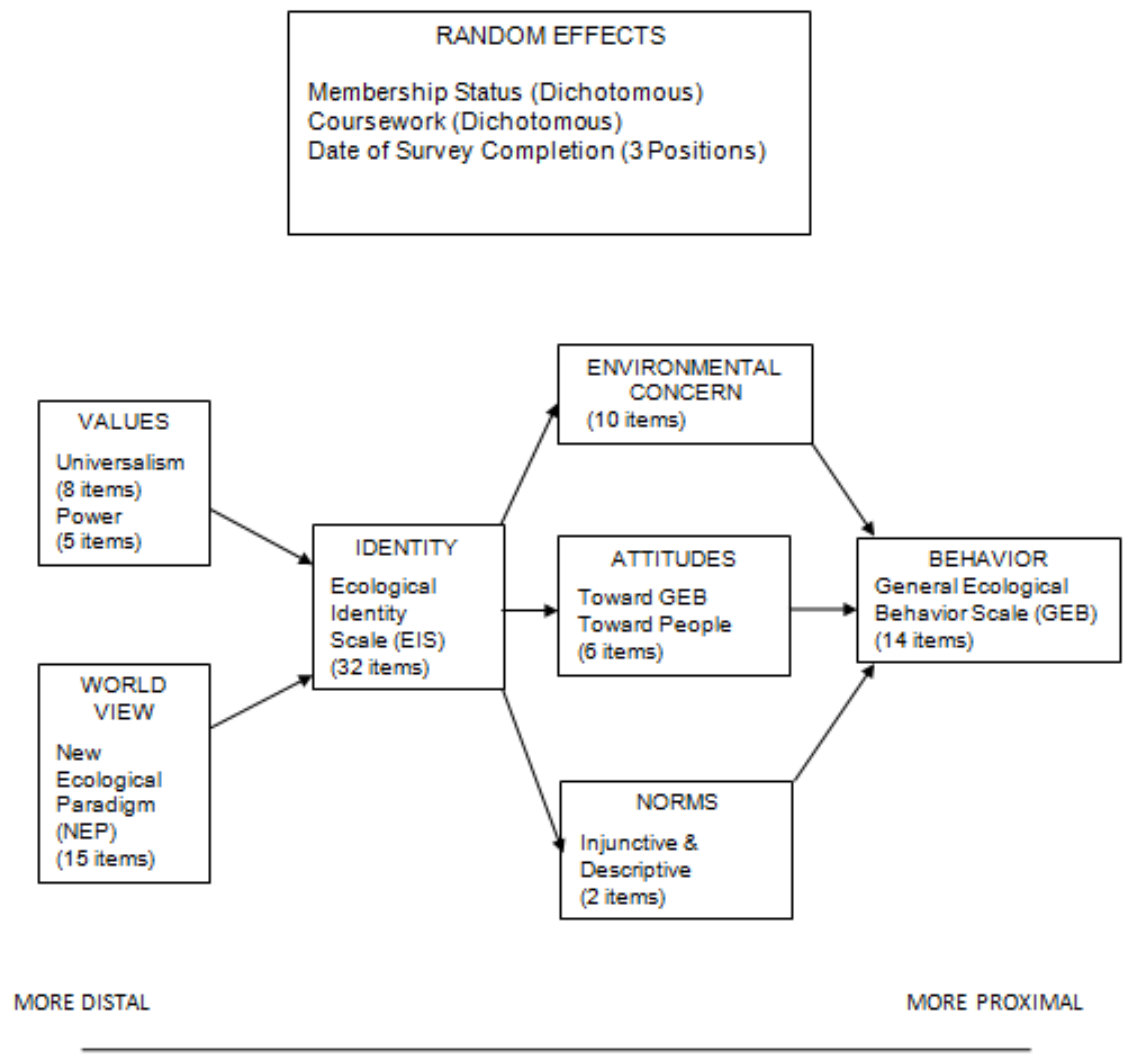 RANDOM EFFECTS
Membership Status (Dichotomous)
Coursework (Dichotomous)
Date of Survey Completion (3 Positions)
VALUES
Universalism
(8 items)
Power
(5 items)
WORLD
VIEW
New
Ecological
Paradigm
(NEP)
(15 items)
IDENTITY
Ecological
Identity
Scale (EIS)
(32 items)
ENVIRONMENTAL
CONCERN
(10 items)
ATTITUDES
Toward GEB
Toward People
(6 items)
NORMS
Injunctive &
Descriptive
(2 items)
BEHAVIOR
General Ecological
Behavior Scale (GEB)
(14 items)
MORE DISTAL
MORE PROXIMAL